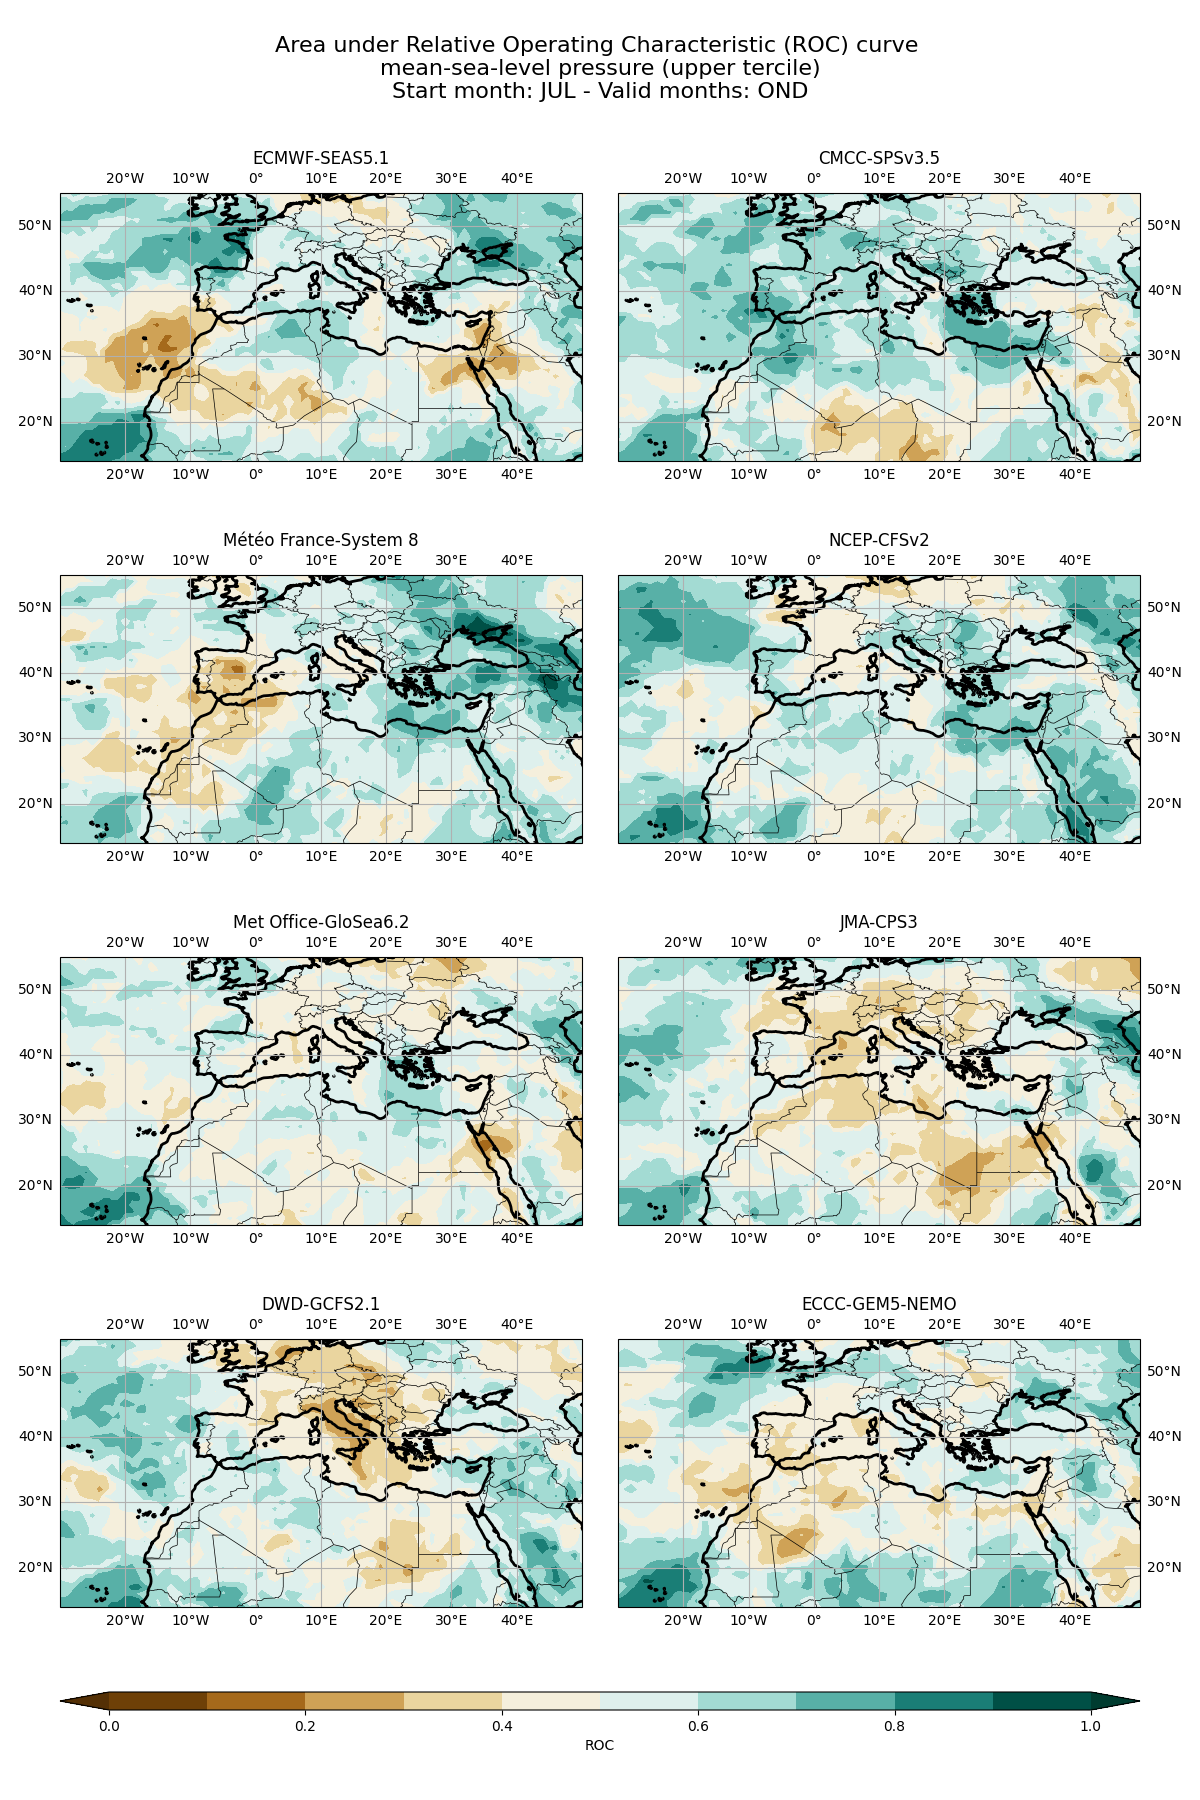 Area under Relative Operating Characteristic (ROC) curve
mean-sea-level pressure (upper tercile)
Start month: JUL - Valid months: OND
ECMWF-SEAS5.1
20°W 10°W 0° 10°E 20°E 30°E 40°E
50°N
40°N
30°N
20°N
20°W 10°W 0° 10°E 20°E 30°E 40°E
CMCC-SPSv3.5
20°W 10°W 0° 10°E 20°E 30°E 40°E
50°N
40°N
30°N
20°N
20°W 10°W 0° 10°E 20°E 30°E 40°E
Météo France-System 8
20°W 10°W 0° 10°E 20°E 30°E 40°E
50°N
40°N
30°N
20°N
20°W 10°W 0° 10°E 20°E 30°E 40°E
NCEP-CFSv2
20°W 10°W 0° 10°E 20°E 30°E 40°E
50°N
40°N
30°N
20°N
20°W 10°W 0° 10°E 20°E 30°E 40°E
Met Office-GloSea6.2
20°W 10°W 0° 10°E 20°E 30°E 40°E
50°N
40°N
30°N
20°N
20°W 10°W 0° 10°E 20°E 30°E 40°E
JMA-CPS3
20°W 10°W 0° 10°E 20°E 30°E 40°E
50°N
40°N
30°N
20°N
20°W 10°W 0° 10°E 20°E 30°E 40°E
DWD-GCFS2.1
20°W 10°W 0° 10°E 20°E 30°E 40°E
50°N
40°N
30°N
20°N
20°W 10°W 0° 10°E 20°E 30°E 40°E
ECCC-GEM5-NEMO
20°W 10°W 0° 10°E 20°E 30°E 40°E
50°N
40°N
30°N
20°N
20°W 10°W 0° 10°E 20°E 30°E 40°E
0.0 0.2 0.4 0.6 0.8 1.0
ROC